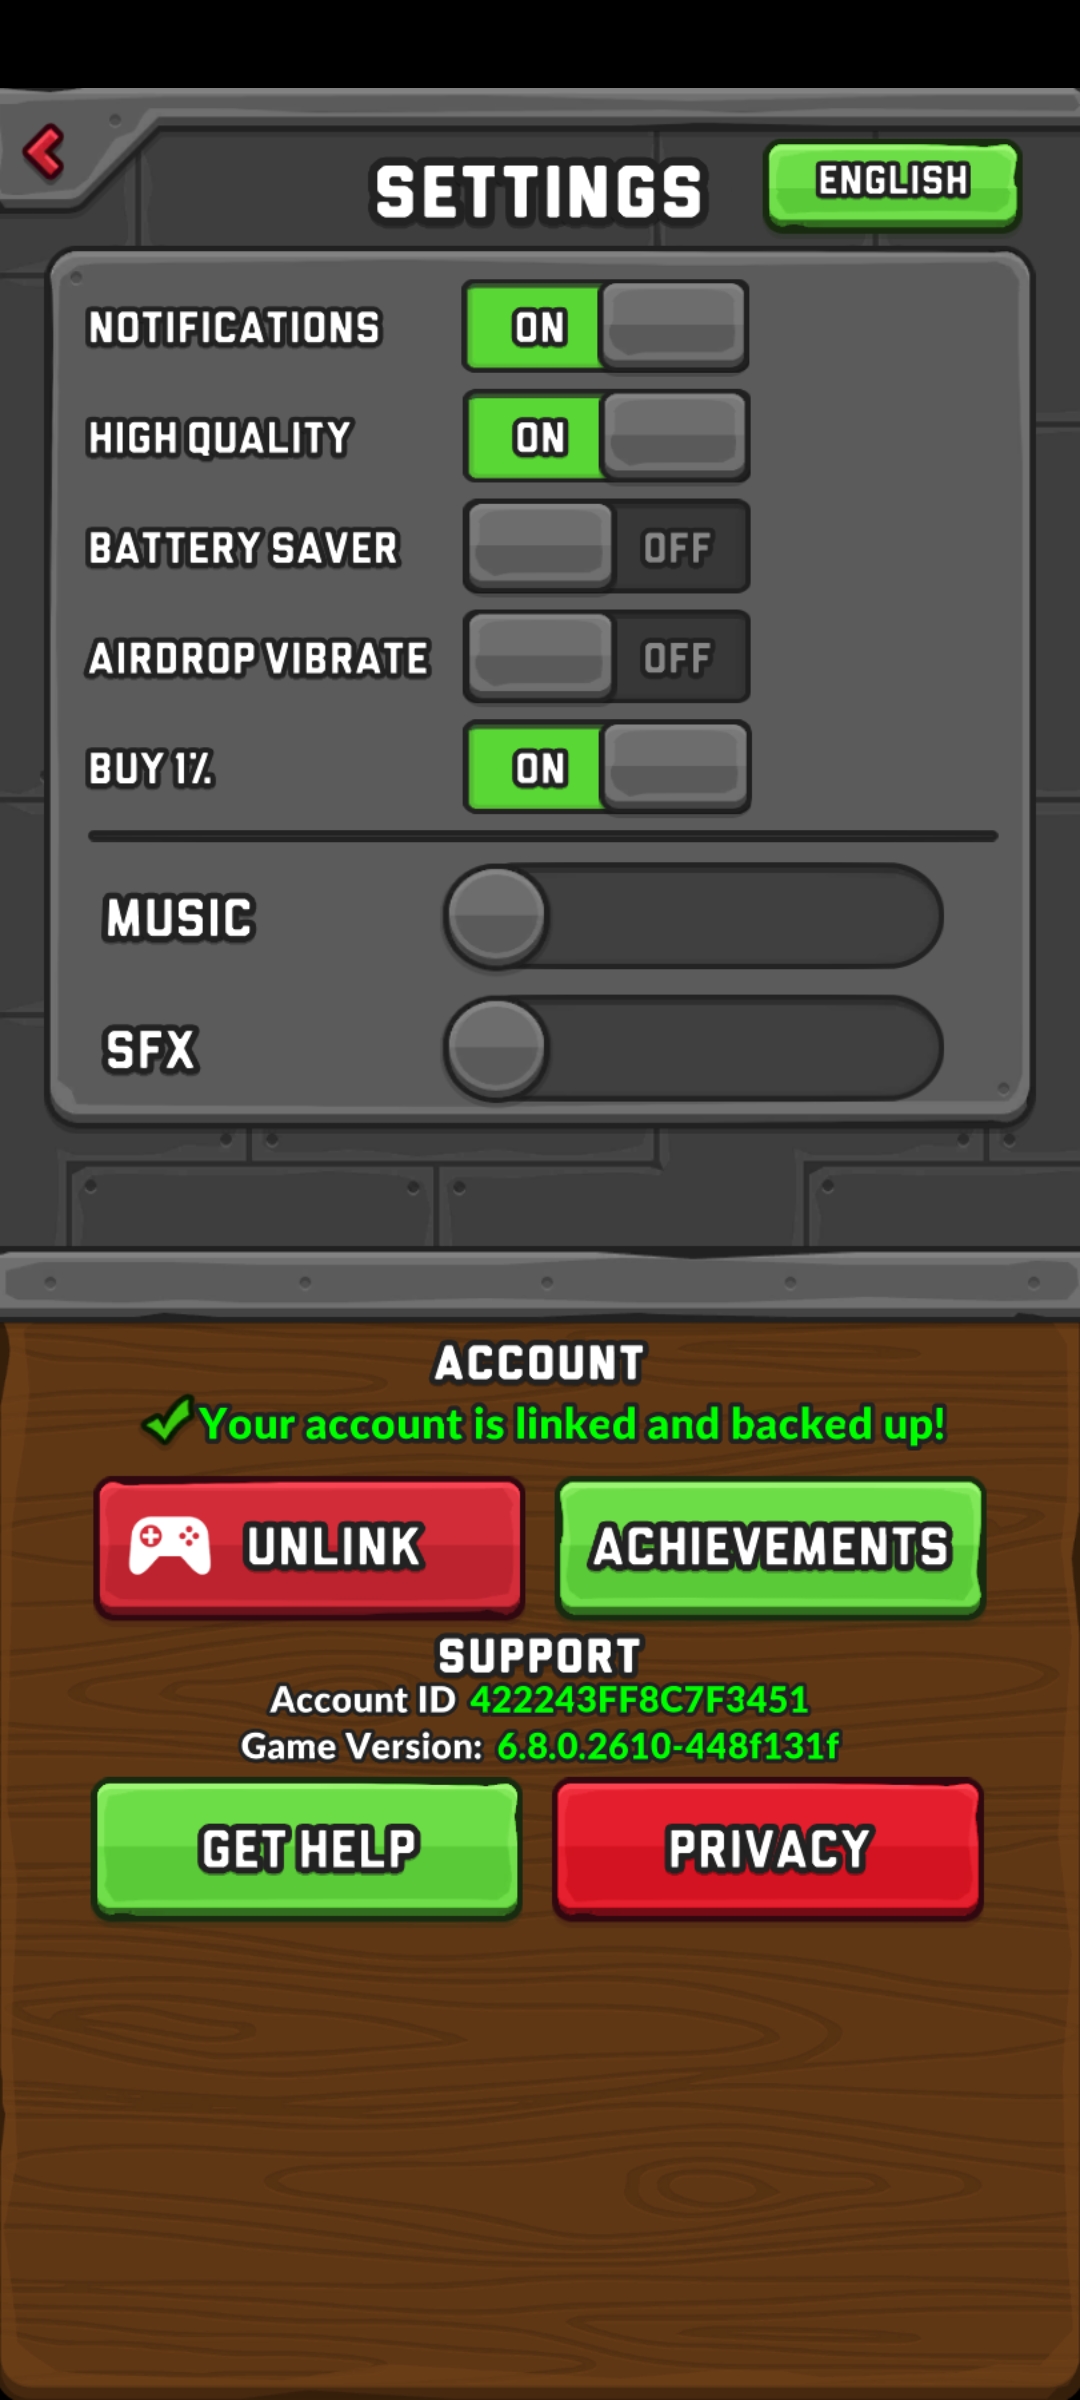 SETTINGS
ENGLISH
NOTIFICATIONS ON
HIGH QUALITY ON
BATTERY SAVER OFF
AIRDROP VIBRATE OFF
BUY 1% ON
MUSIC
SFX
ACCOUNT
Your account is linked and backed up!
UNLINK
ACHIEVEMENTS
SUPPORT
Account ID 422243FF8C7F3451
Game Version: 6.8.0.2610-448f131f
GET HELP
PRIVACY